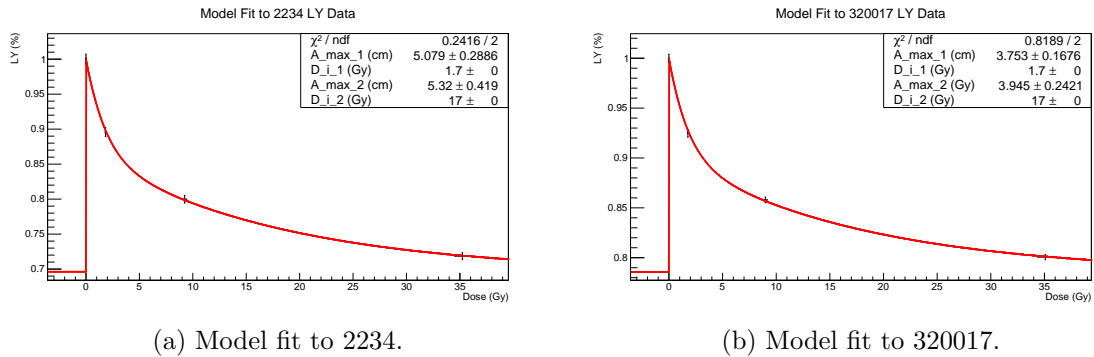 Model Fit to 2234 LY Data
LY (%)
χ² / ndf 0.2416 / 2
A_max_1 (cm) 5.079 ± 0.2886
D_i_1 (Gy) 1.7 ± 0
A_max_2 (Gy) 5.32 ± 0.419
D_i_2 (Gy) 17 ± 0
1
0.95
0.9
0.85
0.8
0.75
0.7
0 5 10 15 20 25 30 35
Dose (Gy)
(a) Model fit to 2234.
Model Fit to 320017 LY Data
LY (%)
χ² / ndf 0.8189 / 2
A_max_1 (cm) 3.753 ± 0.1676
D_i_1 (Gy) 1.7 ± 0
A_max_2 (Gy) 3.945 ± 0.2421
D_i_2 (Gy) 17 ± 0
1
0.95
0.9
0.85
0.8
0 5 10 15 20 25 30 35
Dose (Gy)
(b) Model fit to 320017.